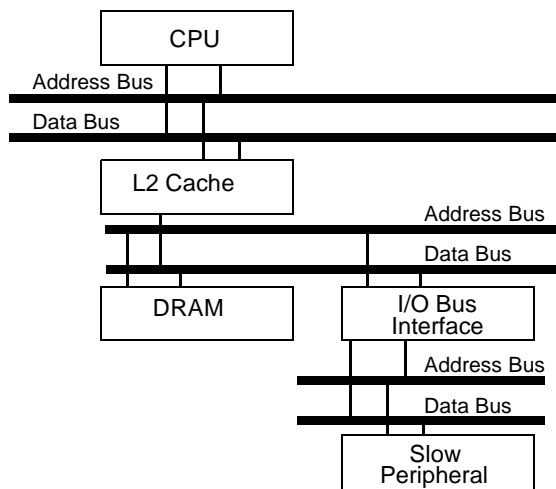 CPU
Address Bus
Data Bus
L2 Cache
Address Bus
Data Bus
DRAM
I/O Bus
Interface
Address Bus
Data Bus
Slow
Peripheral